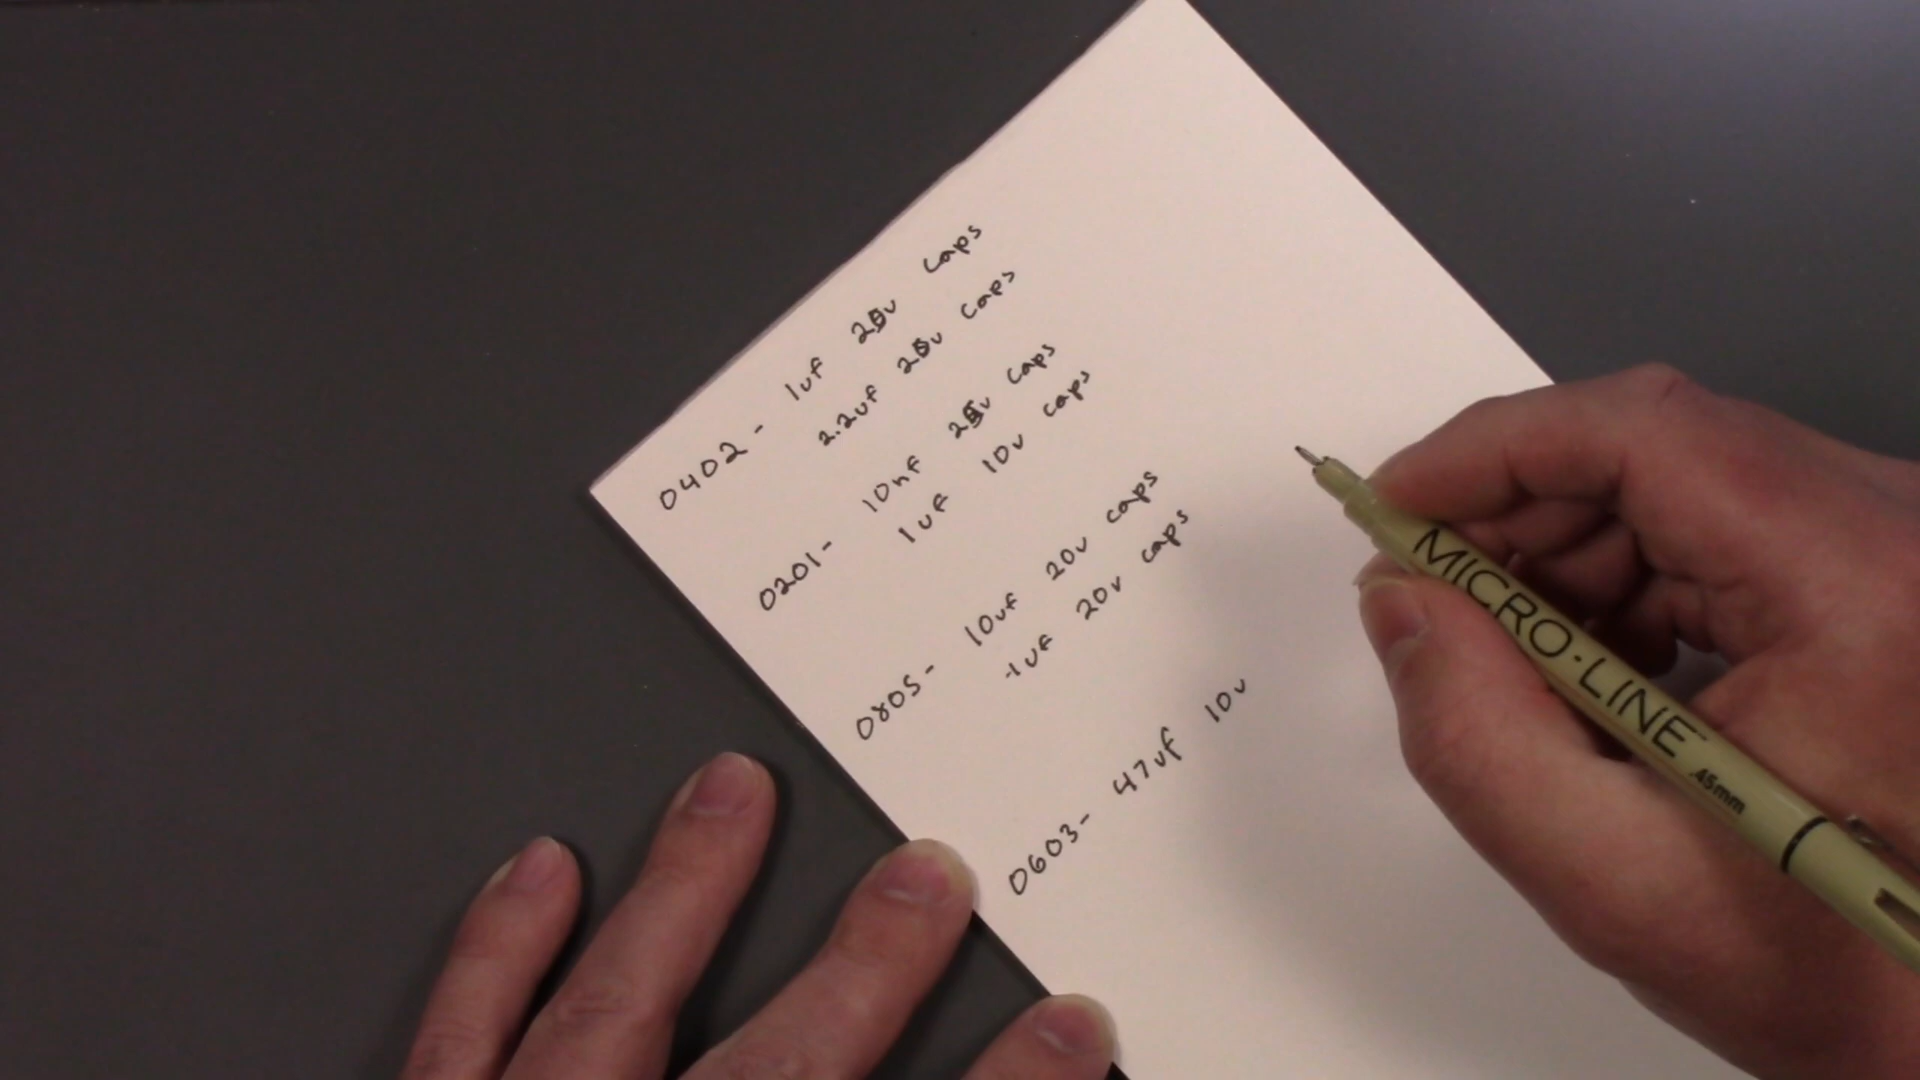 0402 - 1uf 25v caps
2.2uf 25v caps
0201 - 10nf 25v caps
1uf 10v caps
0805 - 10uf 20v caps
.1uf 20v caps
0603 - 47uf 10v
MICRO·LINE™ .45mm